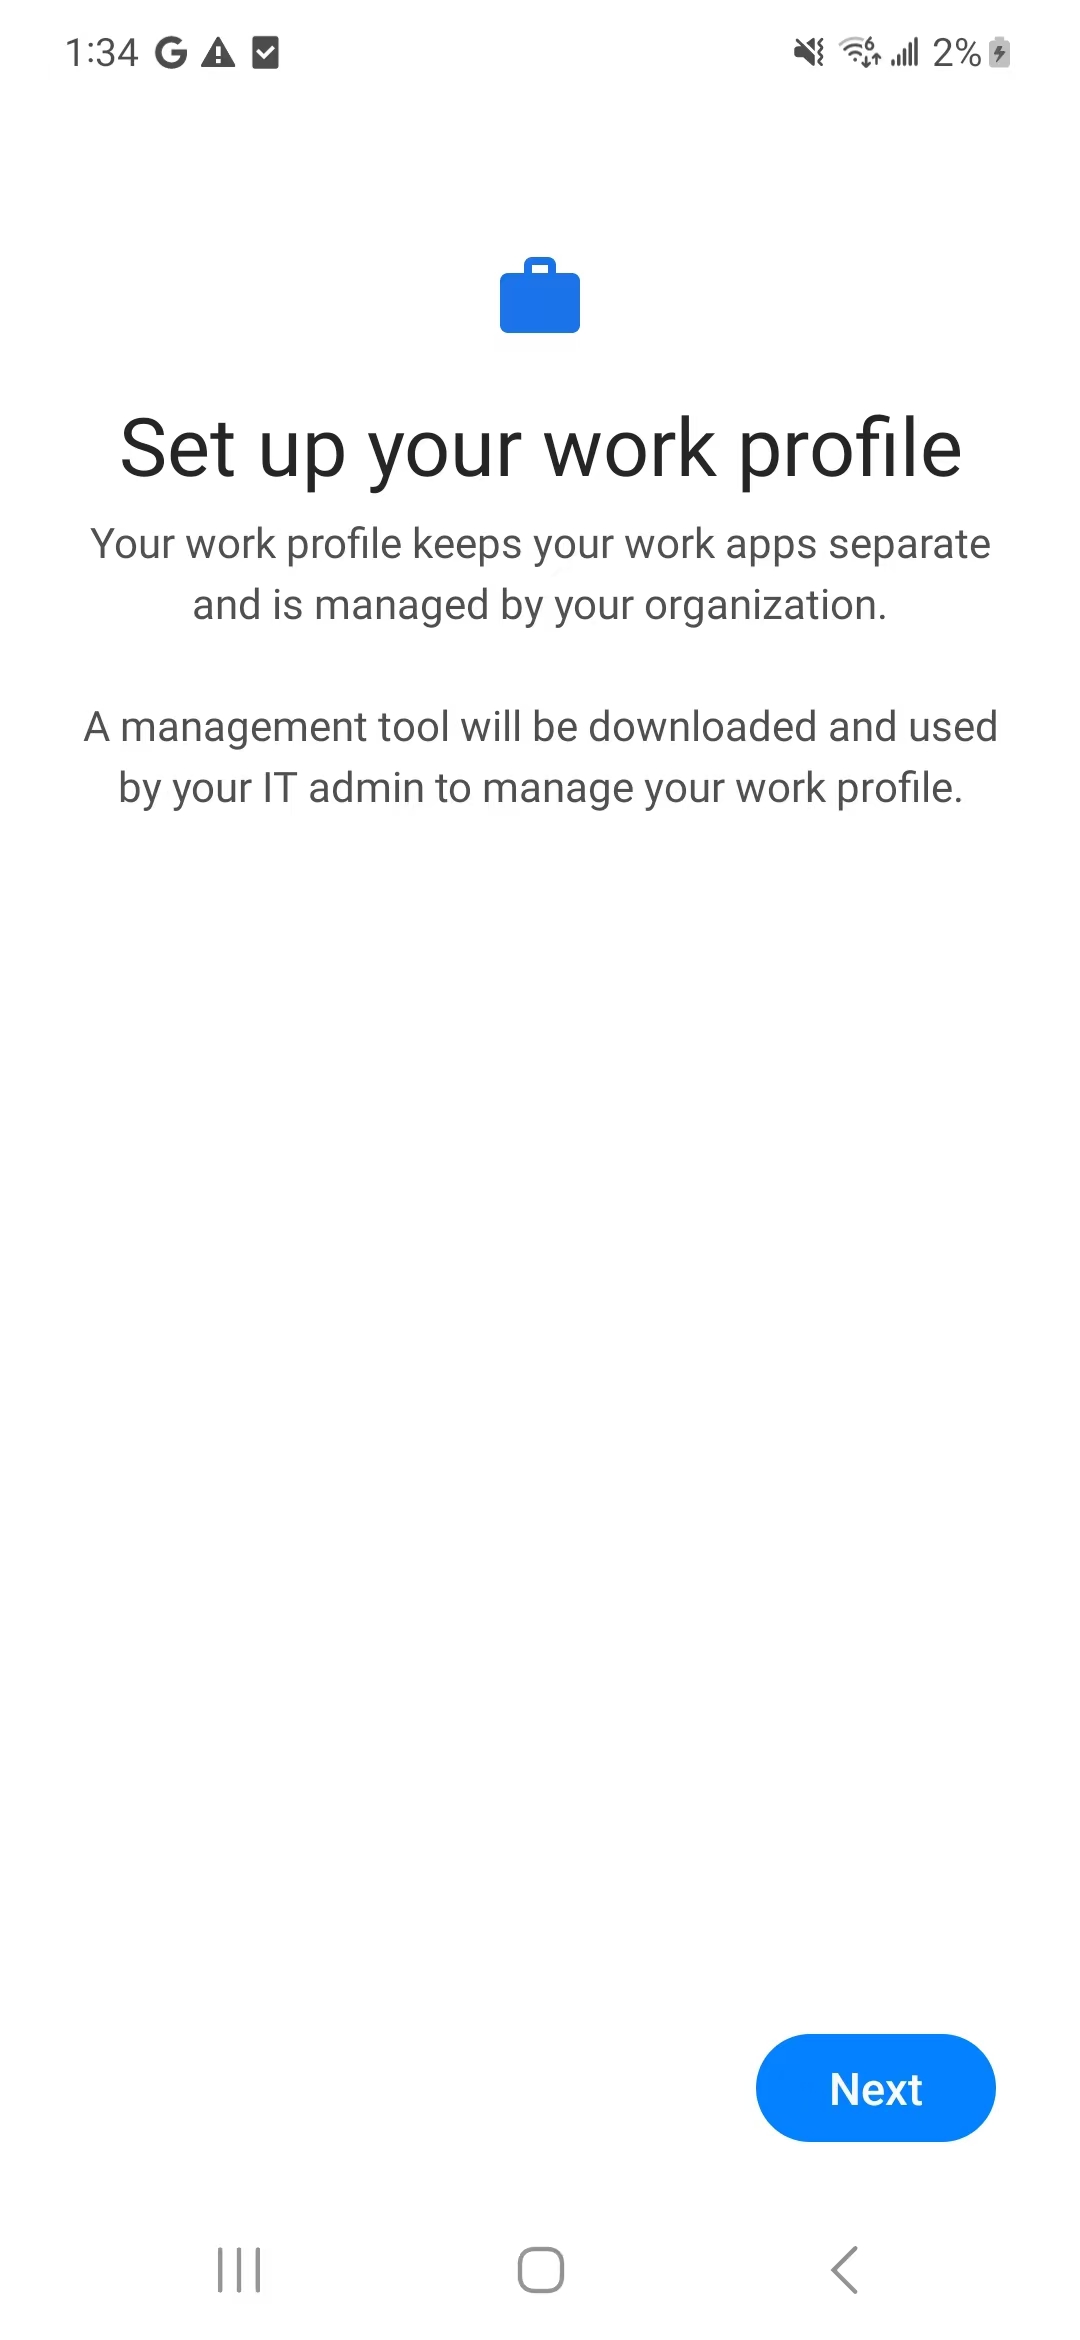 1:34 2%
Set up your work profile
Your work profile keeps your work apps separate
and is managed by your organization.
A management tool will be downloaded and used
by your IT admin to manage your work profile.
Next